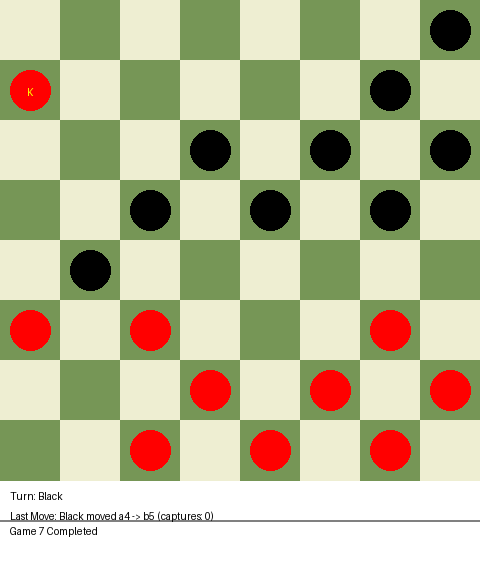 K
Turn: Black
Last Move: Black moved a4 -> b5 (captures: 0)
Game 7 Completed